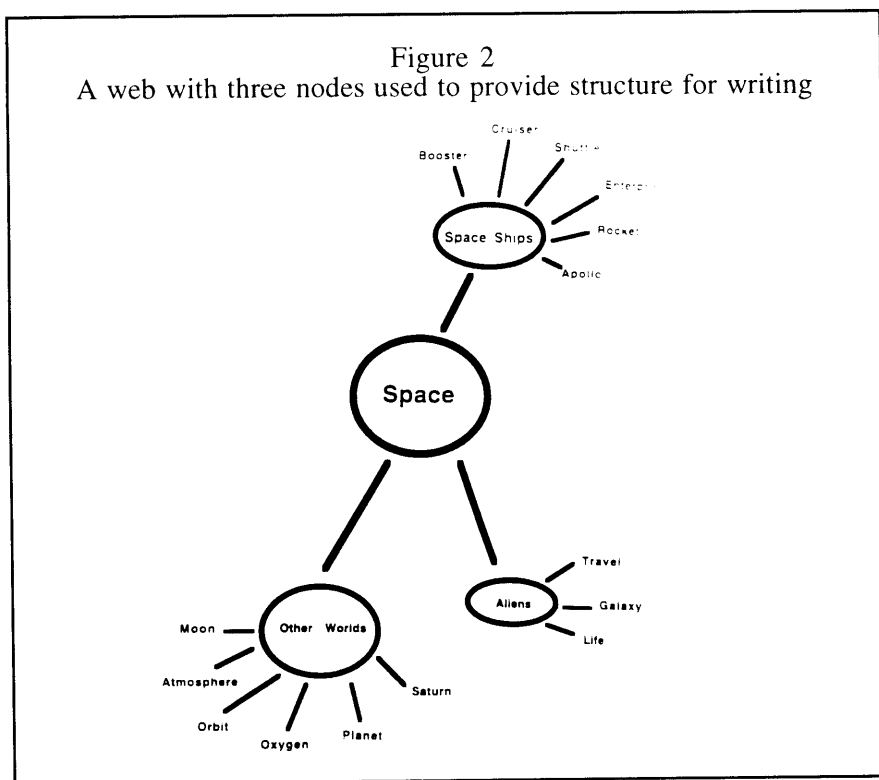 Figure 2
A web with three nodes used to provide structure for writing
Cruiser
Booster
Shuttle
Space Ships
Rocket
Apollo
Space
Travel
Aliens
Galaxy
Life
Moon
Other Worlds
Atmosphere
Saturn
Orbit
Planet
Oxygen